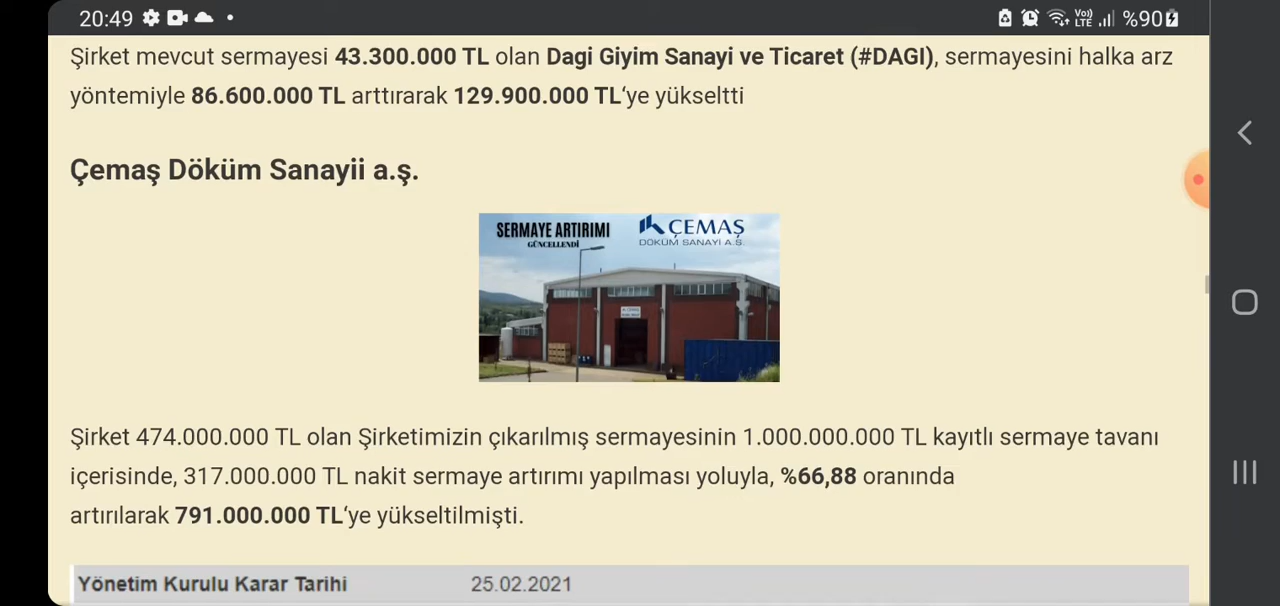 20:49
Vo) LTE %90
Şirket mevcut sermayesi 43.300.000 TL olan Dagi Giyim Sanayi ve Ticaret (#DAGI), sermayesini halka arz
yöntemiyle 86.600.000 TL arttırarak 129.900.000 TL‘ye yükseltti
Çemaş Döküm Sanayii a.ş.
SERMAYE ARTIRIMI
GÜNCELLENDİ
ÇEMAŞ
DÖKÜM SANAYİ A.Ş.
Şirket 474.000.000 TL olan Şirketimizin çıkarılmış sermayesinin 1.000.000.000 TL kayıtlı sermaye tavanı
içerisinde, 317.000.000 TL nakit sermaye artırımı yapılması yoluyla, %66,88 oranında
artırılarak 791.000.000 TL‘ye yükseltilmişti.
Yönetim Kurulu Karar Tarihi 25.02.2021